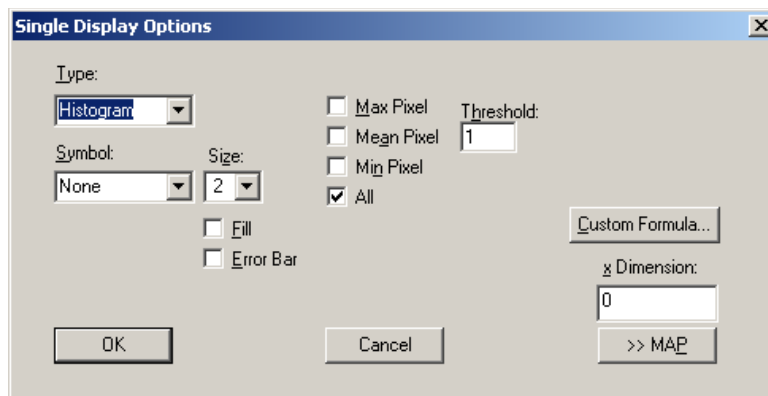 Single Display Options
Type:
Histogram
Symbol:
None
Size:
2
Fill
Error Bar
Max Pixel
Mean Pixel
Min Pixel
All
Threshold:
1
Custom Formula...
x Dimension:
0
OK
Cancel
>> MAP